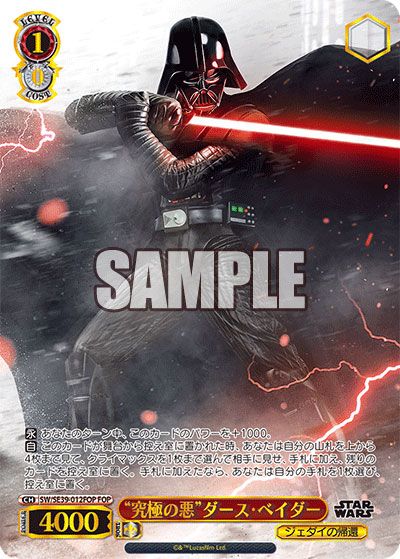 LEVEL
1
0
COST
SAMPLE
永 あなたのターン中、このカードのパワーを+1000。
自 このカードが舞台から控え室に置かれた時、あなたは自分の山札を上から
4枚まで見て、クライマックスを1枚まで選んで相手に見せ、手札に加え、残りの
カードを控え室に置く。手札に加えたなら、あなたは自分の手札を1枚選び、
控え室に置く。
CH SW/SE39-012FOP FOP
“究極の悪”ダース・ベイダー
STAR WARS
POWER
4000
SOUL
ジェダイの帰還
©&™Lucasfilm Ltd.